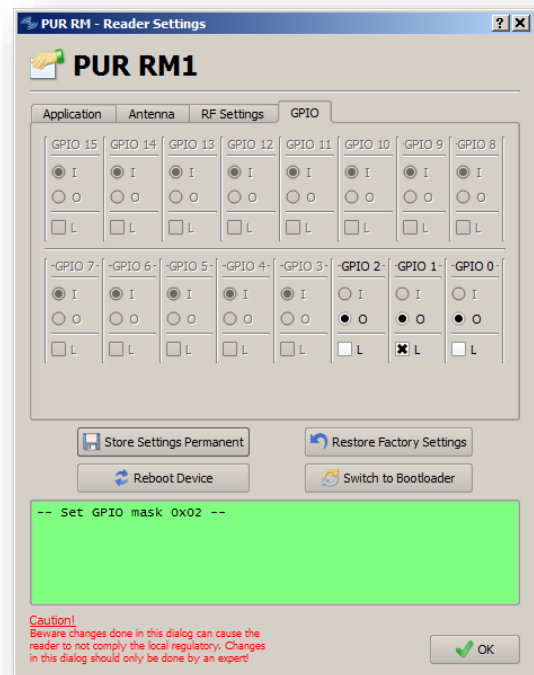 PUR RM - Reader Settings
PUR RM1
Application Antenna RF Settings GPIO
GPIO 15 GPIO 14 GPIO 13 GPIO 12 GPIO 11 GPIO 10 GPIO 9 GPIO 8
I I I I I I I I
O O O O O O O O
L L L L L L L L
GPIO 7 GPIO 6 GPIO 5 GPIO 4 GPIO 3 GPIO 2 GPIO 1 GPIO 0
I I I I I I I I
O O O O O O O O
L L L L L L L L
Store Settings Permanent Restore Factory Settings
Reboot Device Switch to Bootloader
-- Set GPIO mask 0x02 --
Caution!
Beware changes done in this dialog can cause the
reader to not comply the local regulatory. Changes
in this dialog should only be done by an expert!
OK